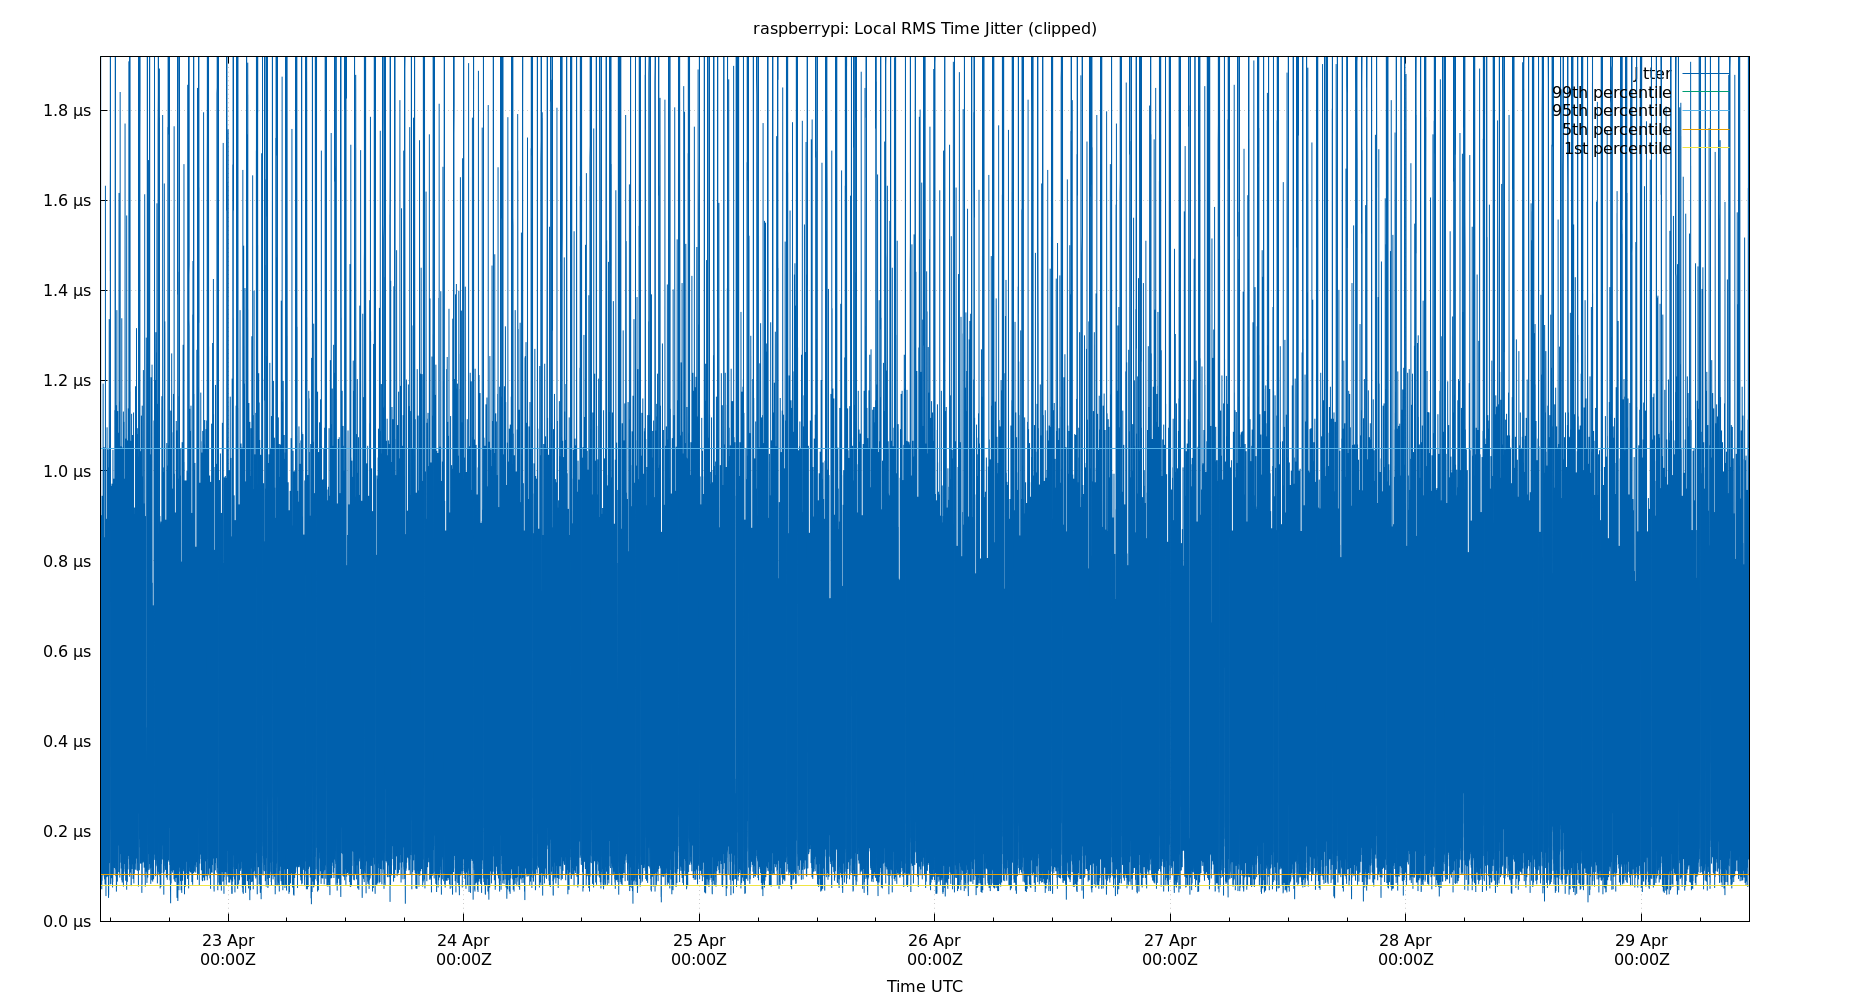 raspberrypi: Local RMS Time Jitter (clipped)
jitter
99th percentile
95th percentile
5th percentile
1st percentile
1.8 µs
1.6 µs
1.4 µs
1.2 µs
1.0 µs
0.8 µs
0.6 µs
0.4 µs
0.2 µs
0.0 µs
23 Apr 24 Apr 25 Apr 26 Apr 27 Apr 28 Apr 29 Apr
00:00Z 00:00Z 00:00Z 00:00Z 00:00Z 00:00Z 00:00Z
Time UTC